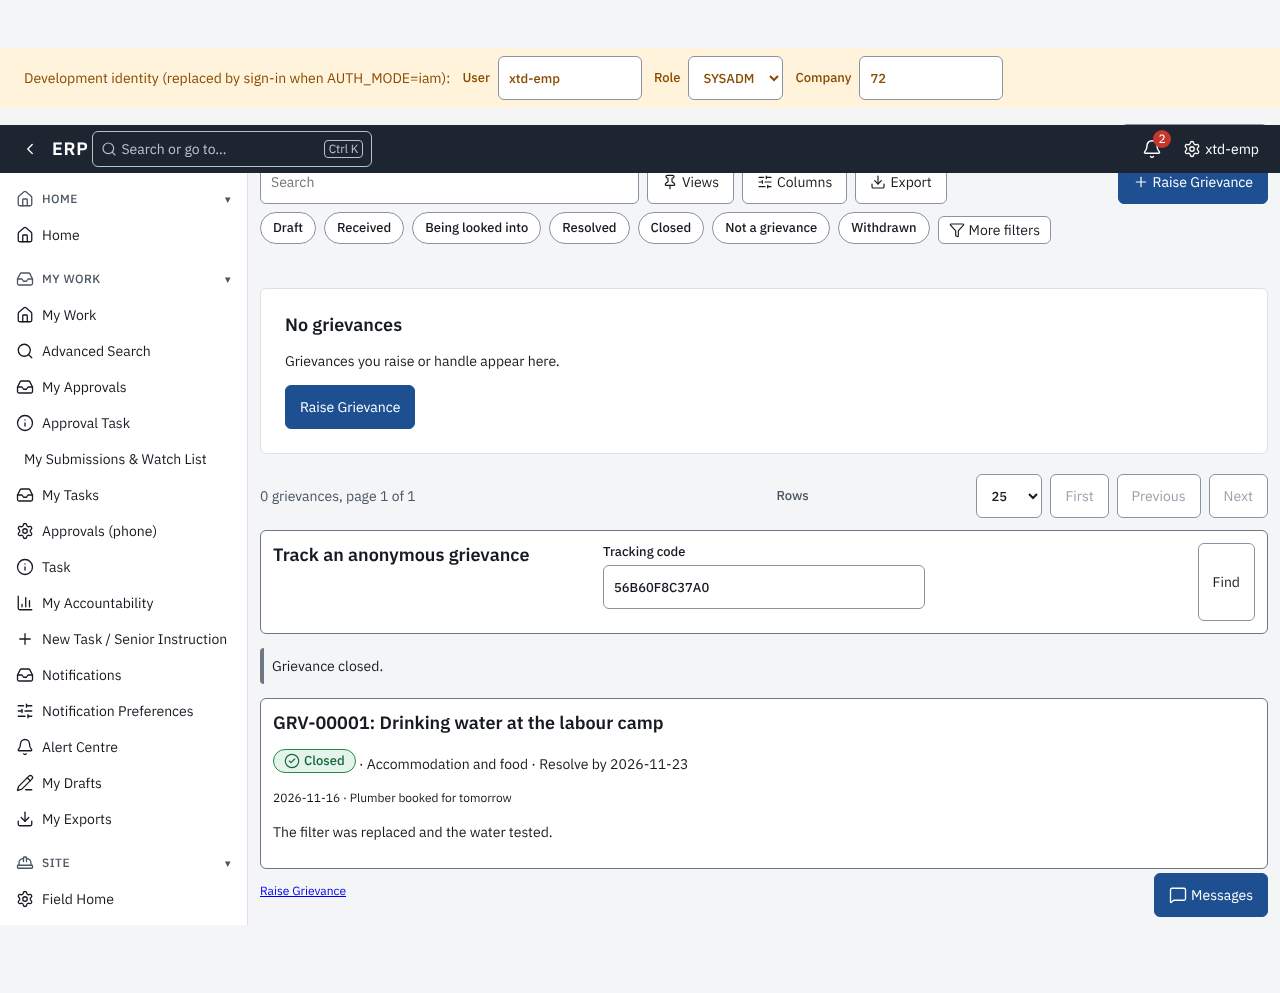 Development identity (replaced by sign-in when AUTH_MODE=iam): User xtd-emp Role SYSADM Company 72
ERP Search or go to... Ctrl K 2 xtd-emp
Search Views Columns Export + Raise Grievance
Draft Received Being looked into Resolved Closed Not a grievance Withdrawn More filters
HOME
Home
MY WORK
My Work
Advanced Search
My Approvals
Approval Task
My Submissions & Watch List
My Tasks
Approvals (phone)
Task
My Accountability
New Task / Senior Instruction
Notifications
Notification Preferences
Alert Centre
My Drafts
My Exports
SITE
Field Home
No grievances
Grievances you raise or handle appear here.
Raise Grievance
0 grievances, page 1 of 1 Rows 25 First Previous Next
Track an anonymous grievance
Tracking code
56B60F8C37A0
Find
Grievance closed.
GRV-00001: Drinking water at the labour camp
Closed · Accommodation and food · Resolve by 2026-11-23
2026-11-16 · Plumber booked for tomorrow
The filter was replaced and the water tested.
Raise Grievance
Messages